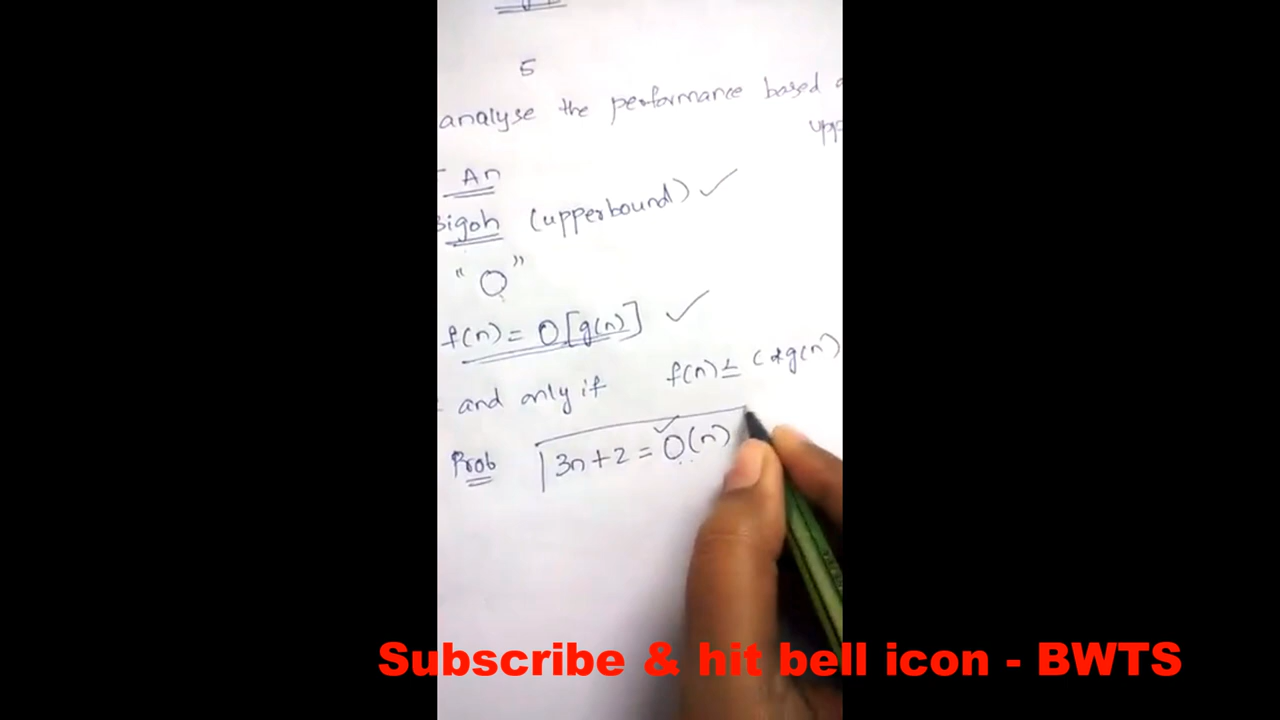 5
analyse the performance based
upp
An
Bigoh (upperbound) ✓
" O "
f(n) = O[g(n)] ✓
and only if f(n) ≤ C*g(n)
Prob 3n+2 = O(n)
Subscribe & hit bell icon - BWTS